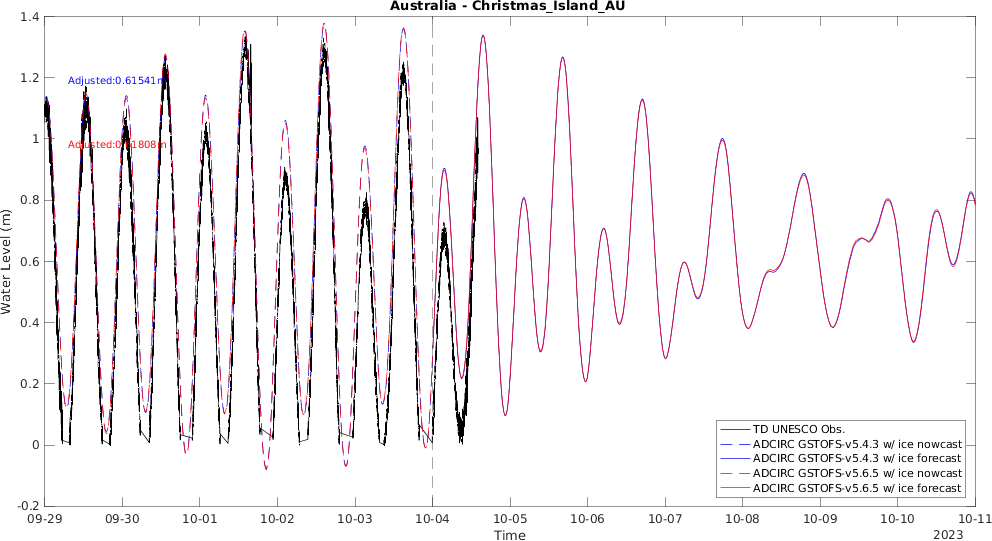 Australia - Christmas_Island_AU
1.4
1.2
1
0.8
0.6
0.4
0.2
0
-0.2
Water Level (m)
Adjusted:0.61541m
Adjusted:0.61808m
TD UNESCO Obs.
ADCIRC GSTOFS-v5.4.3 w/ ice nowcast
ADCIRC GSTOFS-v5.4.3 w/ ice forecast
ADCIRC GSTOFS-v5.6.5 w/ ice nowcast
ADCIRC GSTOFS-v5.6.5 w/ ice forecast
09-29 09-30 10-01 10-02 10-03 10-04 10-05 10-06 10-07 10-08 10-09 10-10 10-11
Time
2023